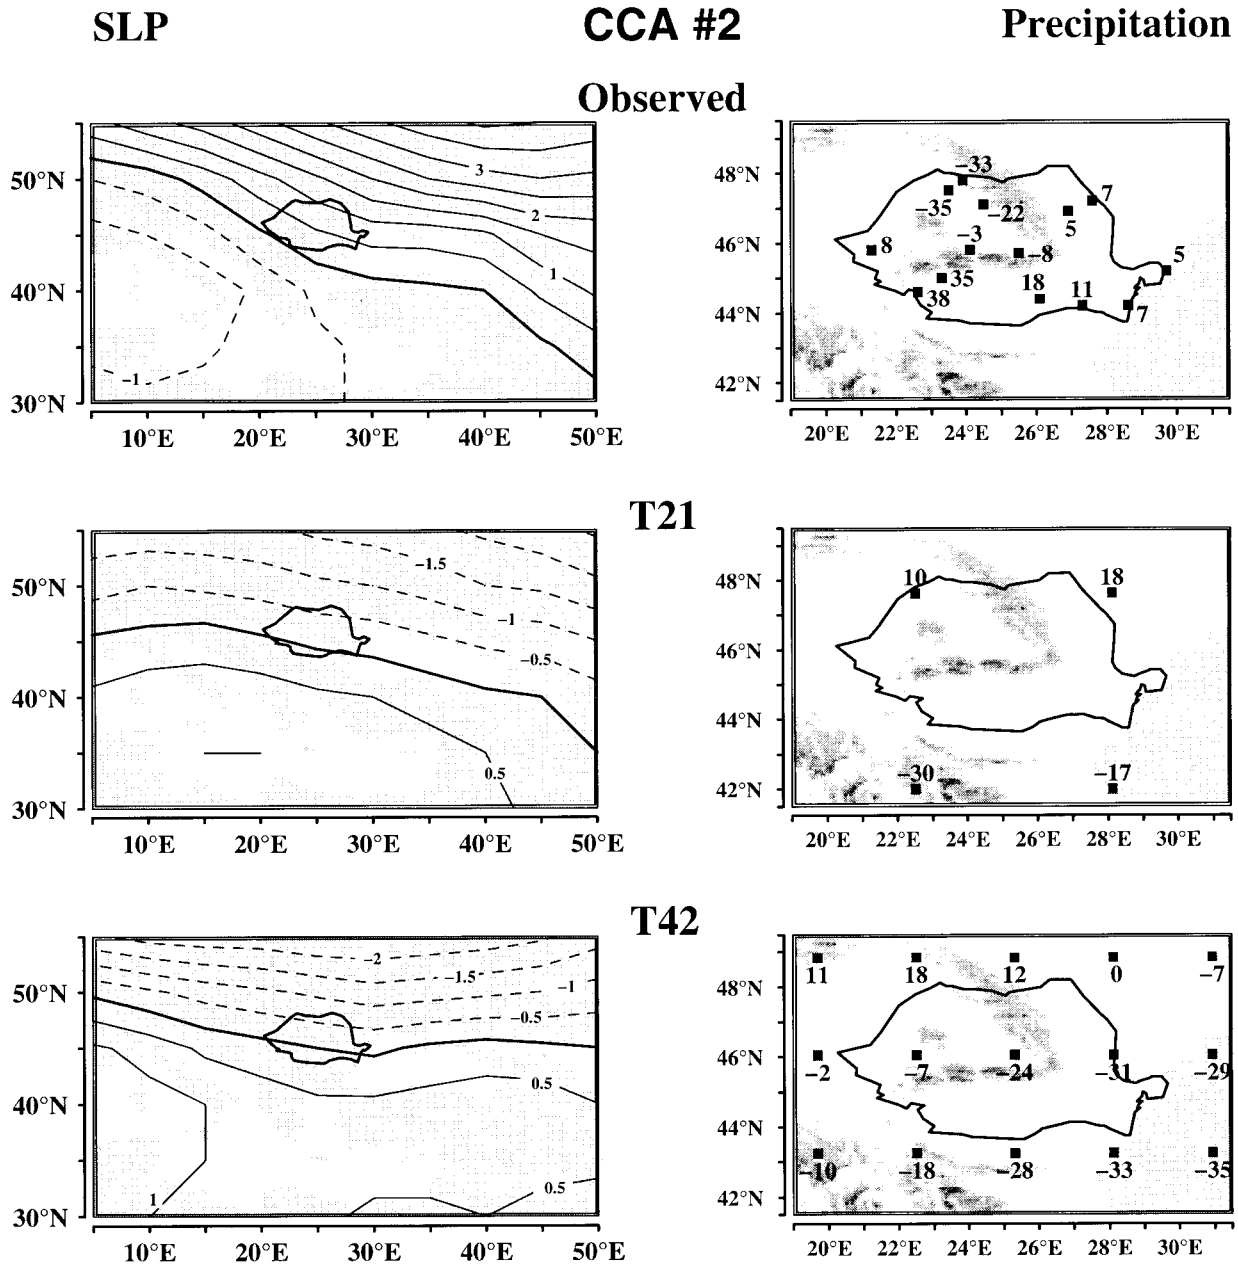 SLP CCA #2 Precipitation
Observed
50°N 3 2 1 40°N −1 30°N
10°E 20°E 30°E 40°E 50°E
48°N −33 7 −35 −22 5
46°N 8 −3 −8 5
35 38 18 11 7
44°N
42°N
20°E 22°E 24°E 26°E 28°E 30°E
T21
50°N −1.5 −1 −0.5 40°N 0.5 30°N
10°E 20°E 30°E 40°E 50°E
48°N 10 18
46°N
44°N
42°N −30 −17
20°E 22°E 24°E 26°E 28°E 30°E
T42
50°N −2 −1.5 −1 −0.5 0.5 40°N 1 0.5 30°N
10°E 20°E 30°E 40°E 50°E
48°N 11 18 12 0 −7
46°N −2 −7 −24 −31 −29
44°N
−10 −18 −28 −33 −35
42°N
20°E 22°E 24°E 26°E 28°E 30°E